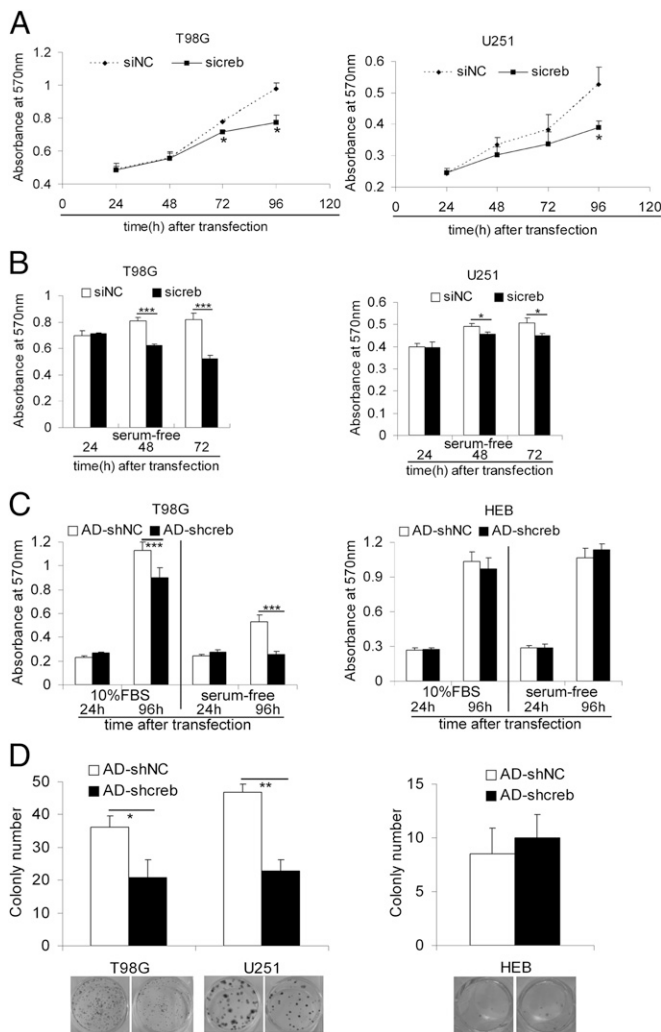 A
T98G
siNC sicreb
Absorbance at 570nm
1.2
1
0.8
0.6
0.4
0 24 48 72 96 120
* *
time(h) after transfection
U251
siNC sicreb
Absorbance at 570nm
0.6
0.5
0.4
0.3
0.2
0 24 48 72 96 120
*
time(h) after transfection
B
T98G
siNC sicreb
Absorbance at 570nm
1
0.8
0.6
0.4
0.2
0
*** ***
serum-free
24 48 72
time(h) after transfection
U251
siNC sicreb
Absorbance at 570nm
0.6
0.5
0.4
0.3
0.2
0.1
0
* *
serum-free
24 48 72
time(h) after transfection
C
T98G
AD-shNC AD-shcreb
Absorbance at 570nm
1.2
1
0.8
0.6
0.4
0.2
0
*** ***
10%FBS serum-free
24h 96h 24h 96h
time after transfection
HEB
AD-shNC AD-shcreb
Absorbance at 570nm
1.2
0.9
0.6
0.3
0
10%FBS serum-free
24h 96h 24h 96h
time after transfection
D
AD-shNC
AD-shcreb
Colonly number
50
40
30
20
10
0
* **
T98G U251
AD-shNC
AD-shcreb
Colonly number
15
10
5
0
HEB